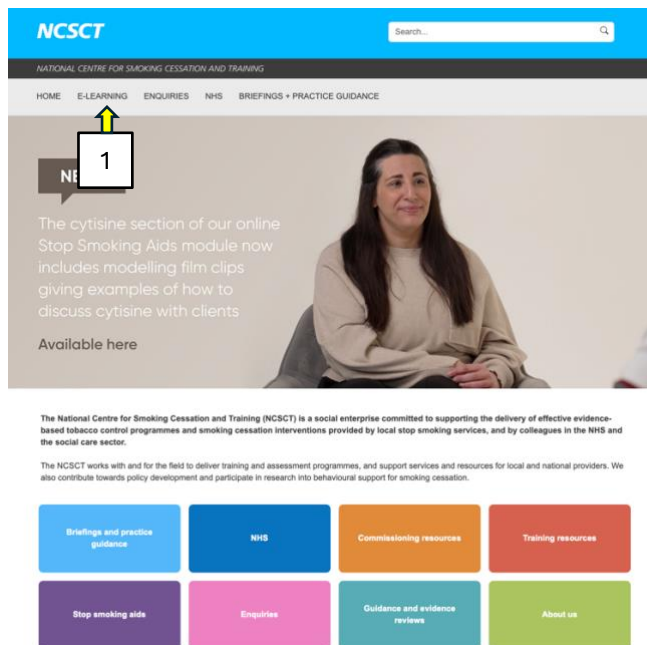 NCSCT
Search...
NATIONAL CENTRE FOR SMOKING CESSATION AND TRAINING
HOME E-LEARNING ENQUIRIES NHS BRIEFINGS + PRACTICE GUIDANCE
1
The cytisine section of our online
Stop Smoking Aids module now
includes modelling film clips
giving examples of how to
discuss cytisine with clients
Available here
The National Centre for Smoking Cessation and Training (NCSCT) is a social enterprise committed to supporting the delivery of effective evidence-
based tobacco control programmes and smoking cessation interventions provided by local stop smoking services, and by colleagues in the NHS and
the social care sector.
The NCSCT works with and for the field to deliver training and assessment programmes, and support services and resources for local and national providers. We
also contribute towards policy development and participate in research into behavioural support for smoking cessation.
Briefings and practice
guidance
NHS
Commissioning resources
Training resources
Stop smoking aids
Enquiries
Guidance and evidence
reviews
About us